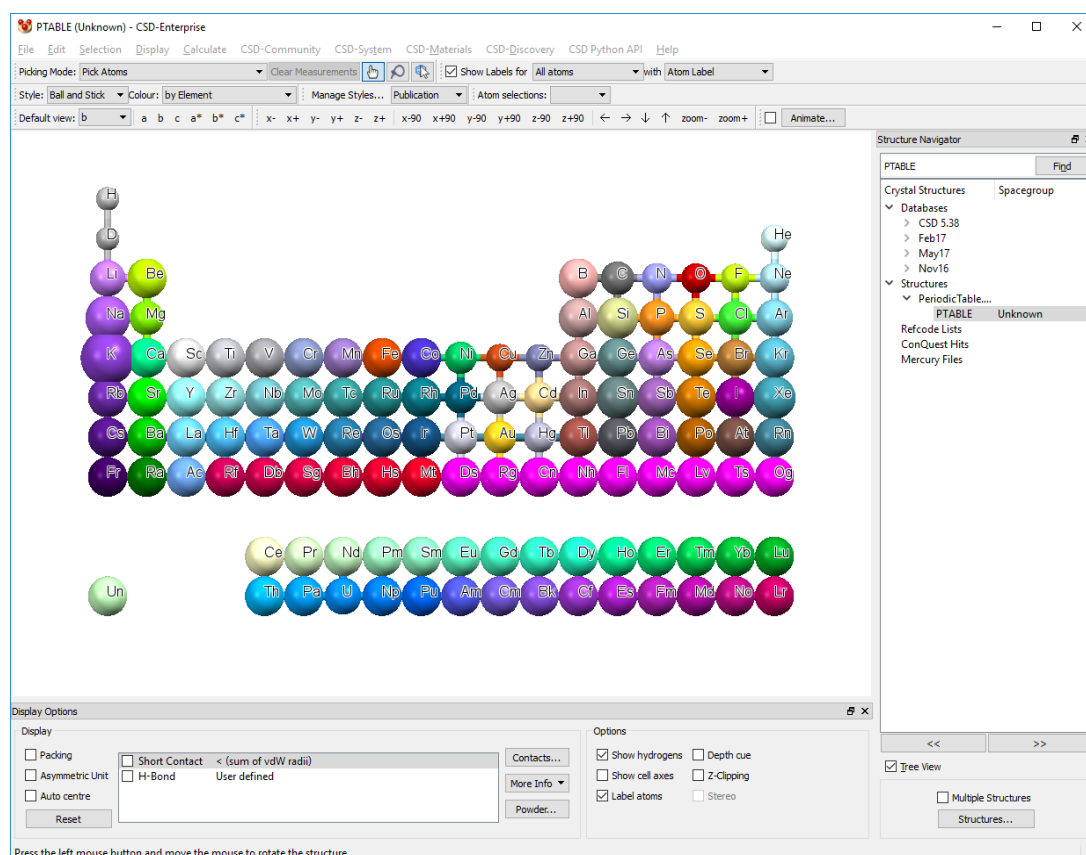 PTABLE (Unknown) - CSD-Enterprise
File Edit Selection Display Calculate CSD-Community CSD-System CSD-Materials CSD-Discovery CSD Python API Help
Picking Mode: Pick Atoms Clear Measurements Show Labels for All atoms with Atom Label
Style: Ball and Stick Colour: by Element Manage Styles... Publication Atom selections:
Default view: b a b c a* b* c* x- x+ y- y+ z- z+ x-90 x+90 y-90 y+90 z-90 z+90 ← → ↓ ↑ zoom- zoom+ Animate...
Structure Navigator
PTABLE Find
Crystal Structures Spacegroup
Databases
CSD 5.38
Feb17
May17
Nov16
Structures
PeriodicTable....
PTABLE Unknown
Refcode Lists
ConQuest Hits
Mercury Files
H
D He
Li Be B C N O F Ne
Na Mg Al Si P S Cl Ar
K Ca Sc Ti V Cr Mn Fe Co Ni Cu Zn Ga Ge As Se Br Kr
Rb Sr Y Zr Nb Mo Tc Ru Rh Pd Ag Cd In Sn Sb Te I Xe
Cs Ba La Hf Ta W Re Os Ir Pt Au Hg Tl Pb Bi Po At Rn
Fr Ra Ac Rf Db Sg Bh Hs Mt Ds Rg Cn Nh Fl Mc Lv Ts Og
Ce Pr Nd Pm Sm Eu Gd Tb Dy Ho Er Tm Yb Lu
Un Th Pa U Np Pu Am Cm Bk Cf Es Fm Md No Lr
<< >>
Tree View
Multiple Structures
Structures...
Display Options
Display
Packing
Asymmetric Unit
Auto centre
Reset
Short Contact < (sum of vdW radii)
H-Bond User defined
Contacts...
More Info
Powder...
Options
Show hydrogens Depth cue
Show cell axes Z-Clipping
Label atoms Stereo
Press the left mouse button and move the mouse to rotate the structure